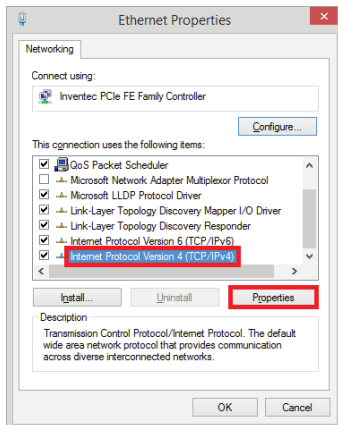 Ethernet Properties
Networking
Connect using:
Inventec PCIe FE Family Controller
Configure...
This connection uses the following items:
QoS Packet Scheduler
Microsoft Network Adapter Multiplexor Protocol
Microsoft LLDP Protocol Driver
Link-Layer Topology Discovery Mapper I/O Driver
Link-Layer Topology Discovery Responder
Internet Protocol Version 6 (TCP/IPv6)
Internet Protocol Version 4 (TCP/IPv4)
Install... Uninstall Properties
Description
Transmission Control Protocol/Internet Protocol. The default
wide area network protocol that provides communication
across diverse interconnected networks.
OK Cancel